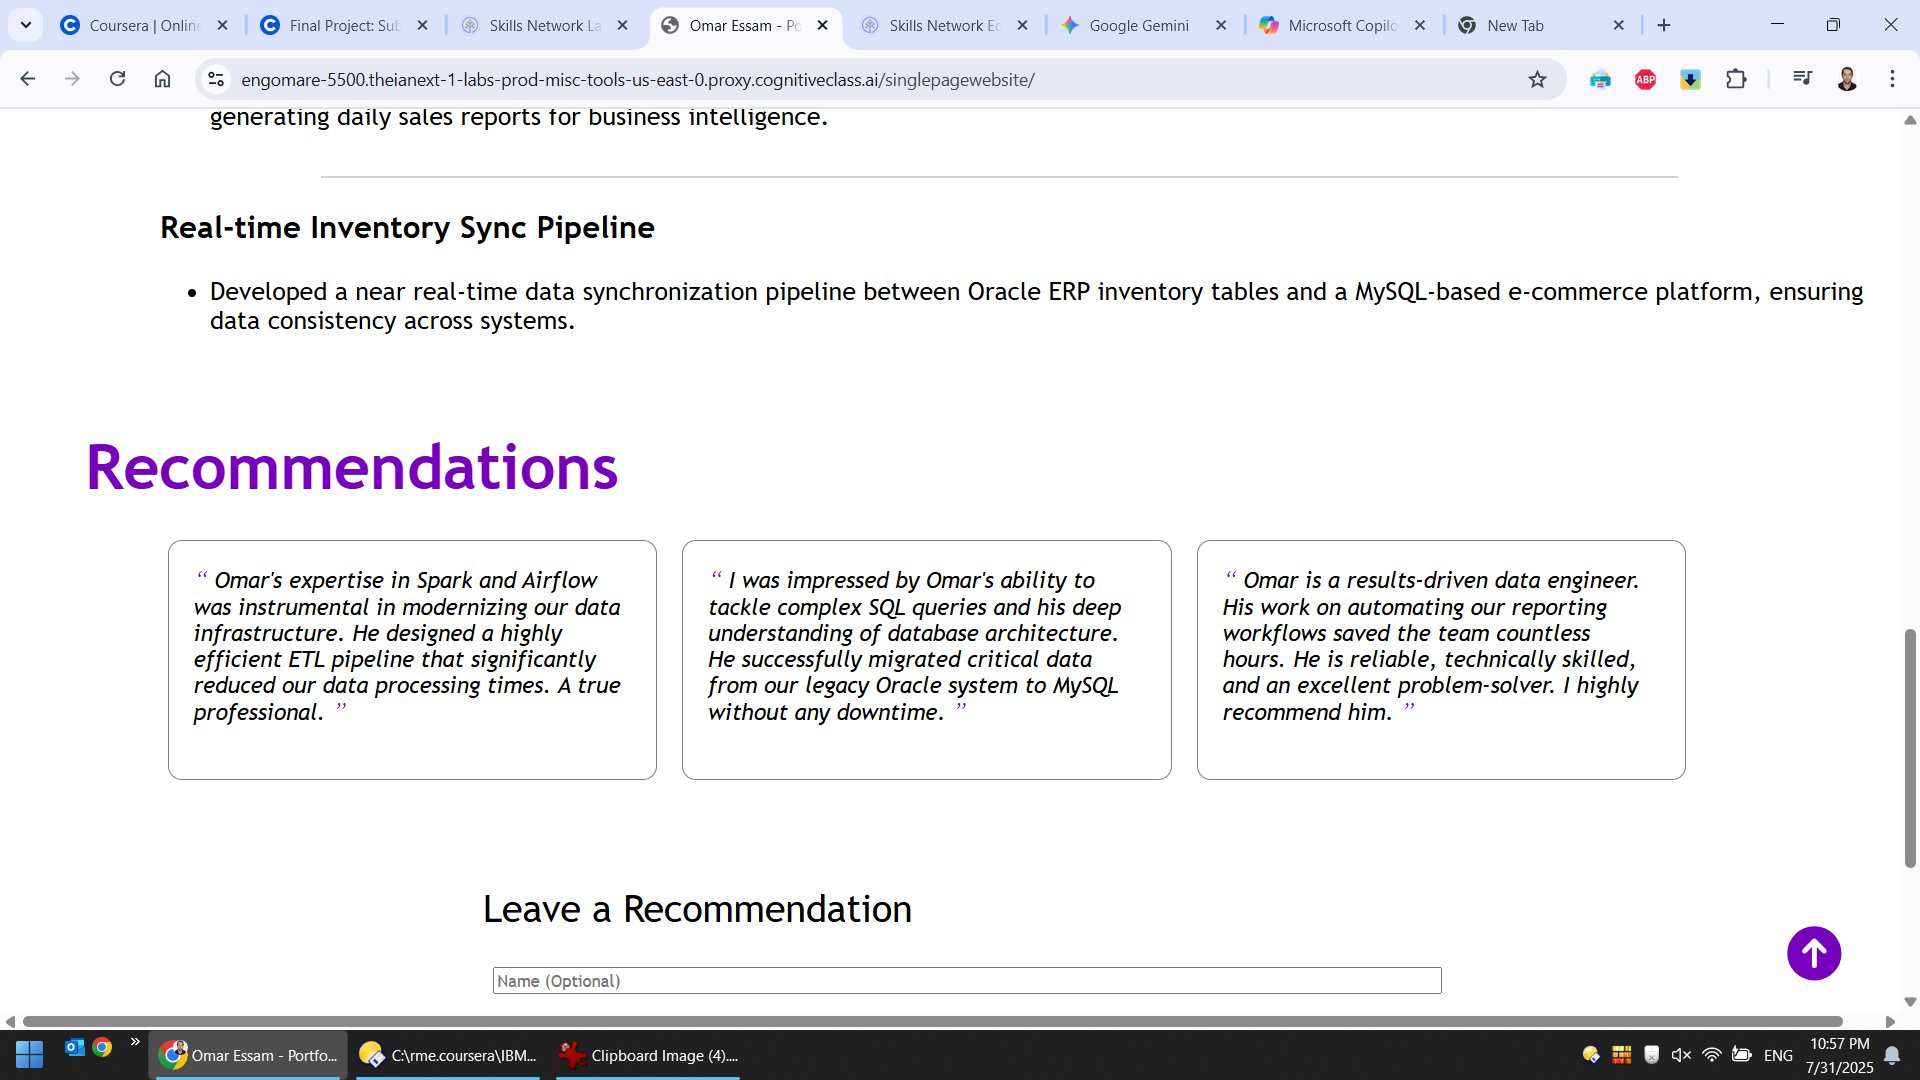 Coursera | Online
Final Project: Sub
Skills Network La
Omar Essam - Po
Skills Network Ed
Google Gemini
Microsoft Copilo
New Tab
engomare-5500.theianext-1-labs-prod-misc-tools-us-east-0.proxy.cognitiveclass.ai/singlepagewebsite/
ABP
generating daily sales reports for business intelligence.
Real-time Inventory Sync Pipeline
• Developed a near real-time data synchronization pipeline between Oracle ERP inventory tables and a MySQL-based e-commerce platform, ensuring
data consistency across systems.
Recommendations
“ Omar's expertise in Spark and Airflow
was instrumental in modernizing our data
infrastructure. He designed a highly
efficient ETL pipeline that significantly
reduced our data processing times. A true
professional. ”
“ I was impressed by Omar's ability to
tackle complex SQL queries and his deep
understanding of database architecture.
He successfully migrated critical data
from our legacy Oracle system to MySQL
without any downtime. ”
“ Omar is a results-driven data engineer.
His work on automating our reporting
workflows saved the team countless
hours. He is reliable, technically skilled,
and an excellent problem-solver. I highly
recommend him. ”
Leave a Recommendation
Name (Optional)
Omar Essam - Portfo...
C:\rme.coursera\IBM...
Clipboard Image (4)....
ENG
10:57 PM
7/31/2025